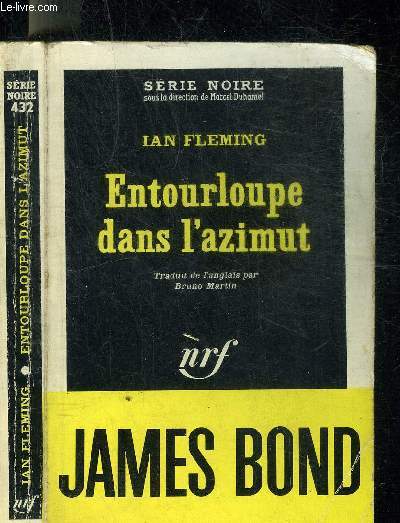 Le-Livre.com
SÉRIE NOIRE
sous la direction de Marcel Duhamel
IAN FLEMING
Entourloupe
dans l'azimut
Traduit de l'anglais par
Bruno Martin
nrf
JAMES BOND
SÉRIE
NOIRE
432
IAN FLEMING ● ENTOURLOUPE DANS L'AZIMUT
nrf